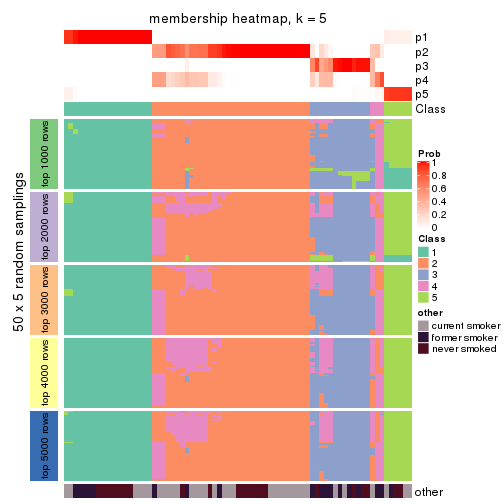 membership heatmap, k = 5
p1
p2
p3
p4
p5
Class
50 x 5 random samplings
top 1000 rows
top 2000 rows
top 3000 rows
top 4000 rows
top 5000 rows
Prob
1
0.8
0.6
0.4
0.2
0
Class
1
2
3
4
5
other
current smoker
former smoker
never smoked
other